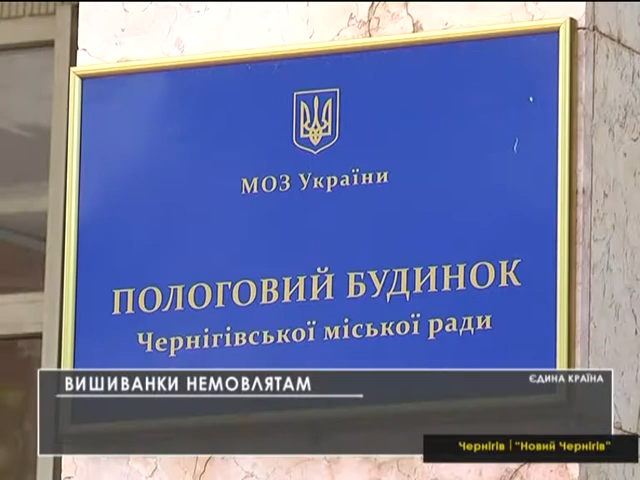 МОЗ України
ПОЛОГОВИЙ БУДИНОК
Чернігівської міської ради
ВИШИВАНКИ НЕМОВЛЯТАМ
ЄДИНА КРАЇНА
Чернігів | "Новий Чернігів"